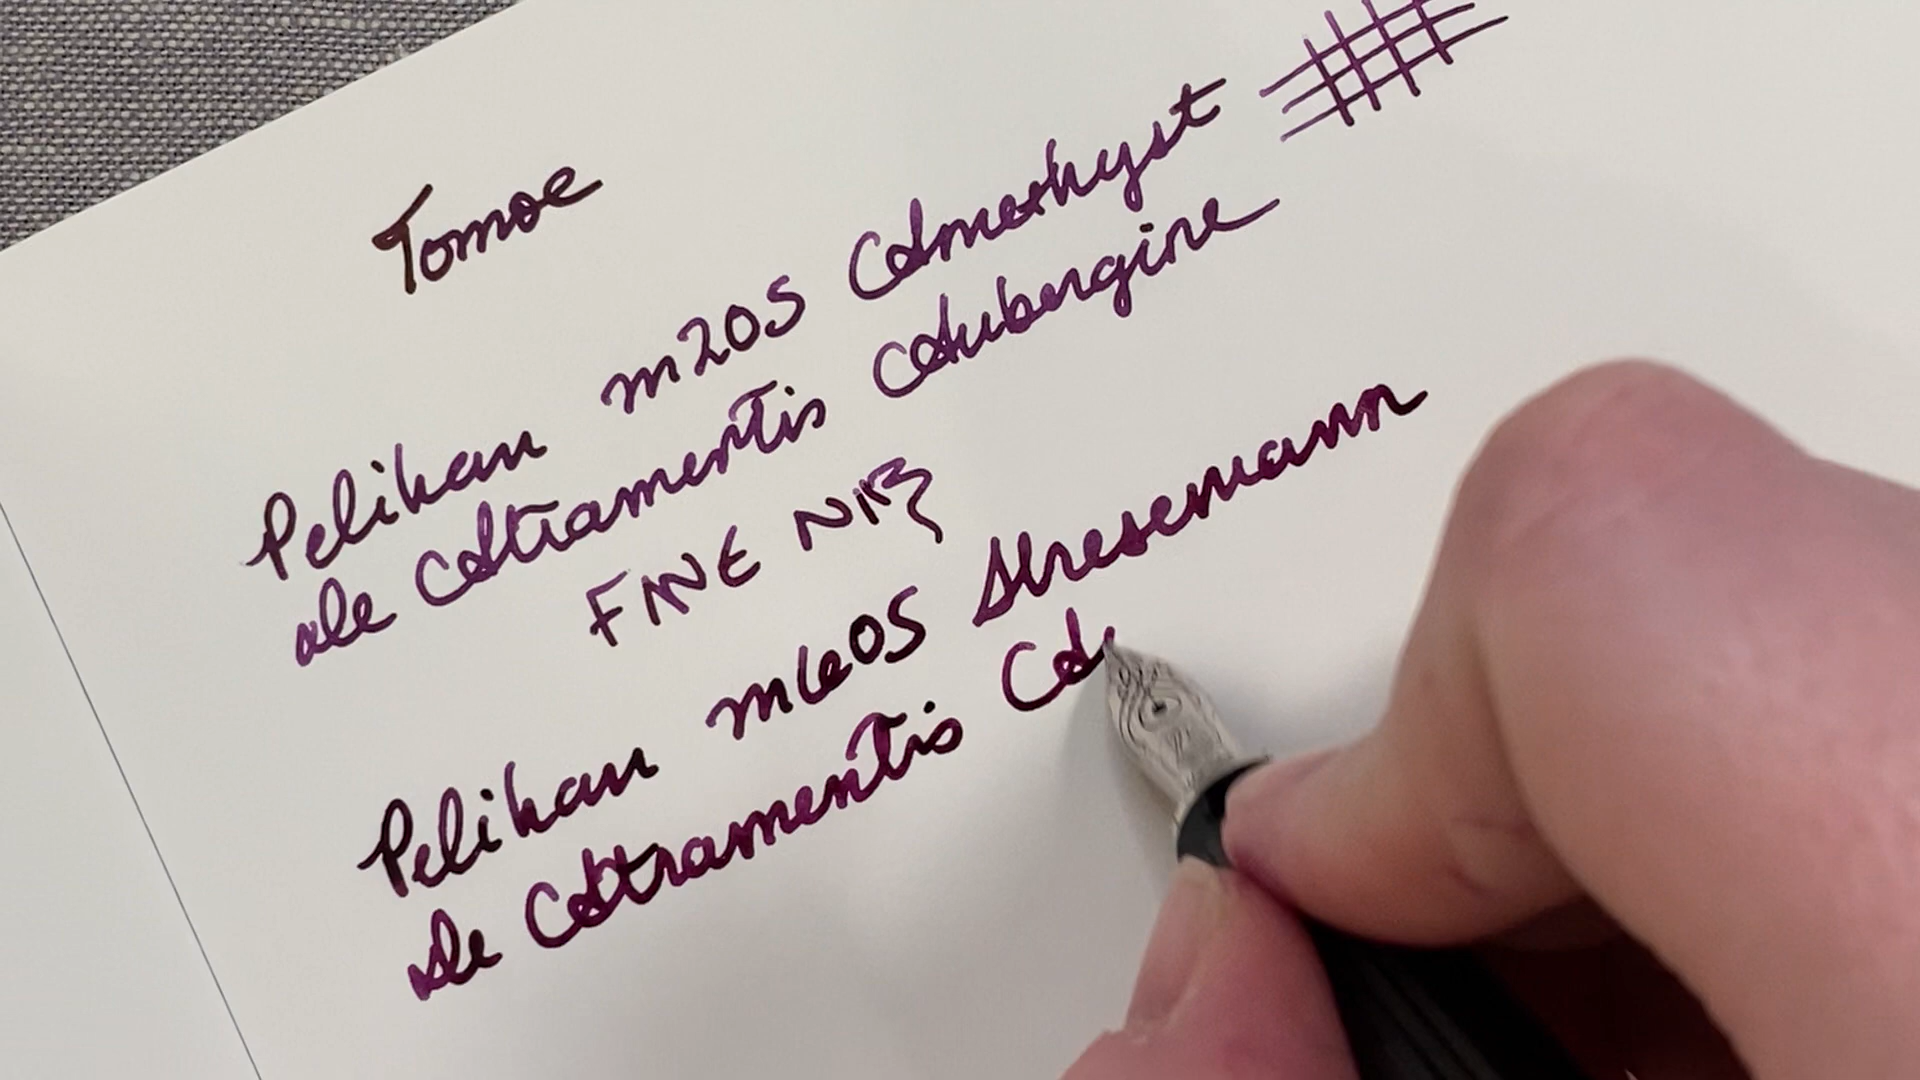 Tomoe
Pelikan m205 Amethyst
de Atramentis Aubergine
FINE NIB
Pelikan m605 Stresemann
de Atramentis A